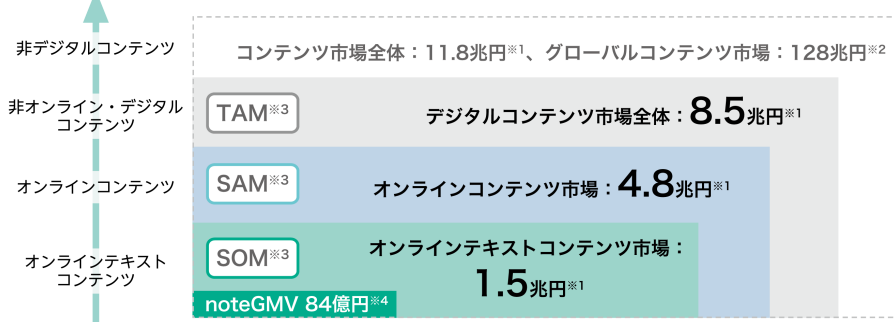 非デジタルコンテンツ
コンテンツ市場全体：11.8兆円※1、グローバルコンテンツ市場：128兆円※2
非オンライン・デジタル
コンテンツ
TAM※3
デジタルコンテンツ市場全体：8.5兆円※1
オンラインコンテンツ
SAM※3
オンラインコンテンツ市場：4.8兆円※1
オンラインテキスト
コンテンツ
SOM※3
オンラインテキストコンテンツ市場：
1.5兆円※1
noteGMV 84億円※4